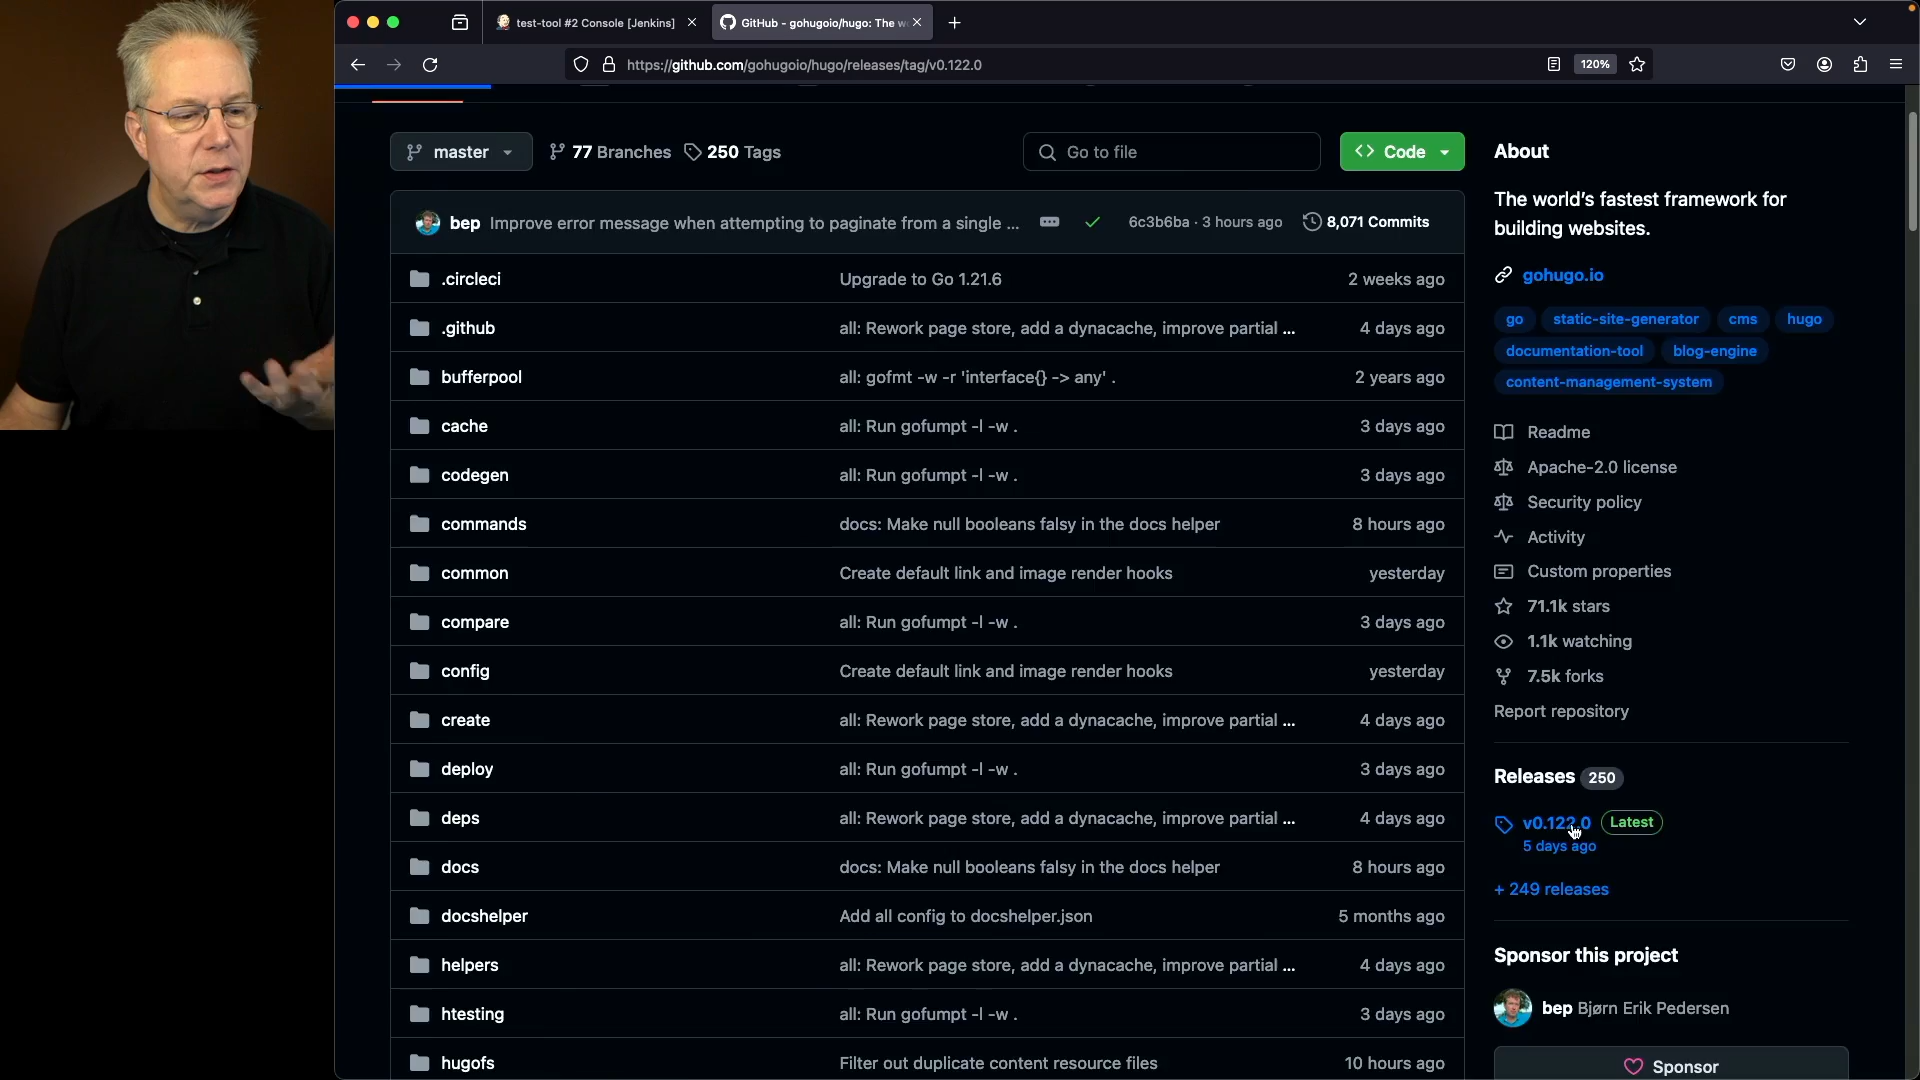 test-tool #2 Console [Jenkins]
GitHub - gohugoio/hugo: The w
https://github.com/gohugoio/hugo/releases/tag/v0.122.0
120%
master
77 Branches
250 Tags
Go to file
Code
bep Improve error message when attempting to paginate from a single ...
6c3b6ba · 3 hours ago
8,071 Commits
.circleci Upgrade to Go 1.21.6 2 weeks ago
.github all: Rework page store, add a dynacache, improve partial ... 4 days ago
bufferpool all: gofmt -w -r 'interface{} -> any' . 2 years ago
cache all: Run gofumpt -l -w . 3 days ago
codegen all: Run gofumpt -l -w . 3 days ago
commands docs: Make null booleans falsy in the docs helper 8 hours ago
common Create default link and image render hooks yesterday
compare all: Run gofumpt -l -w . 3 days ago
config Create default link and image render hooks yesterday
create all: Rework page store, add a dynacache, improve partial ... 4 days ago
deploy all: Run gofumpt -l -w . 3 days ago
deps all: Rework page store, add a dynacache, improve partial ... 4 days ago
docs docs: Make null booleans falsy in the docs helper 8 hours ago
docshelper Add all config to docshelper.json 5 months ago
helpers all: Rework page store, add a dynacache, improve partial ... 4 days ago
htesting all: Run gofumpt -l -w . 3 days ago
hugofs Filter out duplicate content resource files 10 hours ago
About
The world's fastest framework for
building websites.
gohugo.io
go static-site-generator cms hugo
documentation-tool blog-engine
content-management-system
Readme
Apache-2.0 license
Security policy
Activity
Custom properties
71.1k stars
1.1k watching
7.5k forks
Report repository
Releases 250
v0.122.0 Latest
5 days ago
+ 249 releases
Sponsor this project
bep Bjørn Erik Pedersen
Sponsor